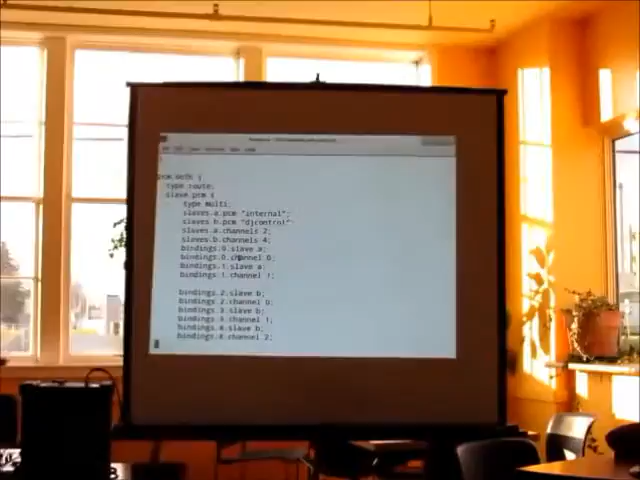 pcm.both {
type route;
slave.pcm {
type multi;
slaves.a.pcm "internal";
slaves.b.pcm "djcontrol";
slaves.a.channels 2;
slaves.b.channels 4;
bindings.0.slave a;
bindings.0.channel 0;
bindings.1.slave a;
bindings.1.channel 1;
bindings.2.slave b;
bindings.2.channel 0;
bindings.3.slave b;
bindings.3.channel 1;
bindings.4.slave b;
bindings.4.channel 2;